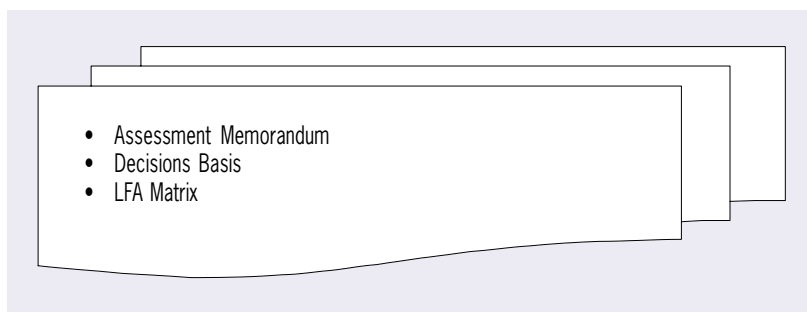 • Assessment Memorandum
• Decisions Basis
• LFA Matrix